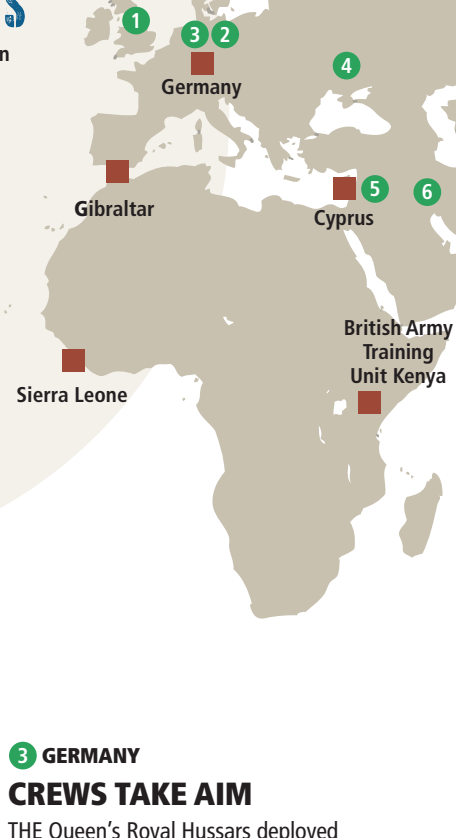 S
n
1
3 2
4
Germany
Gibraltar
5
6
Cyprus
British Army
Training
Unit Kenya
Sierra Leone
3 GERMANY
CREWS TAKE AIM
THE Queen's Royal Hussars deployed